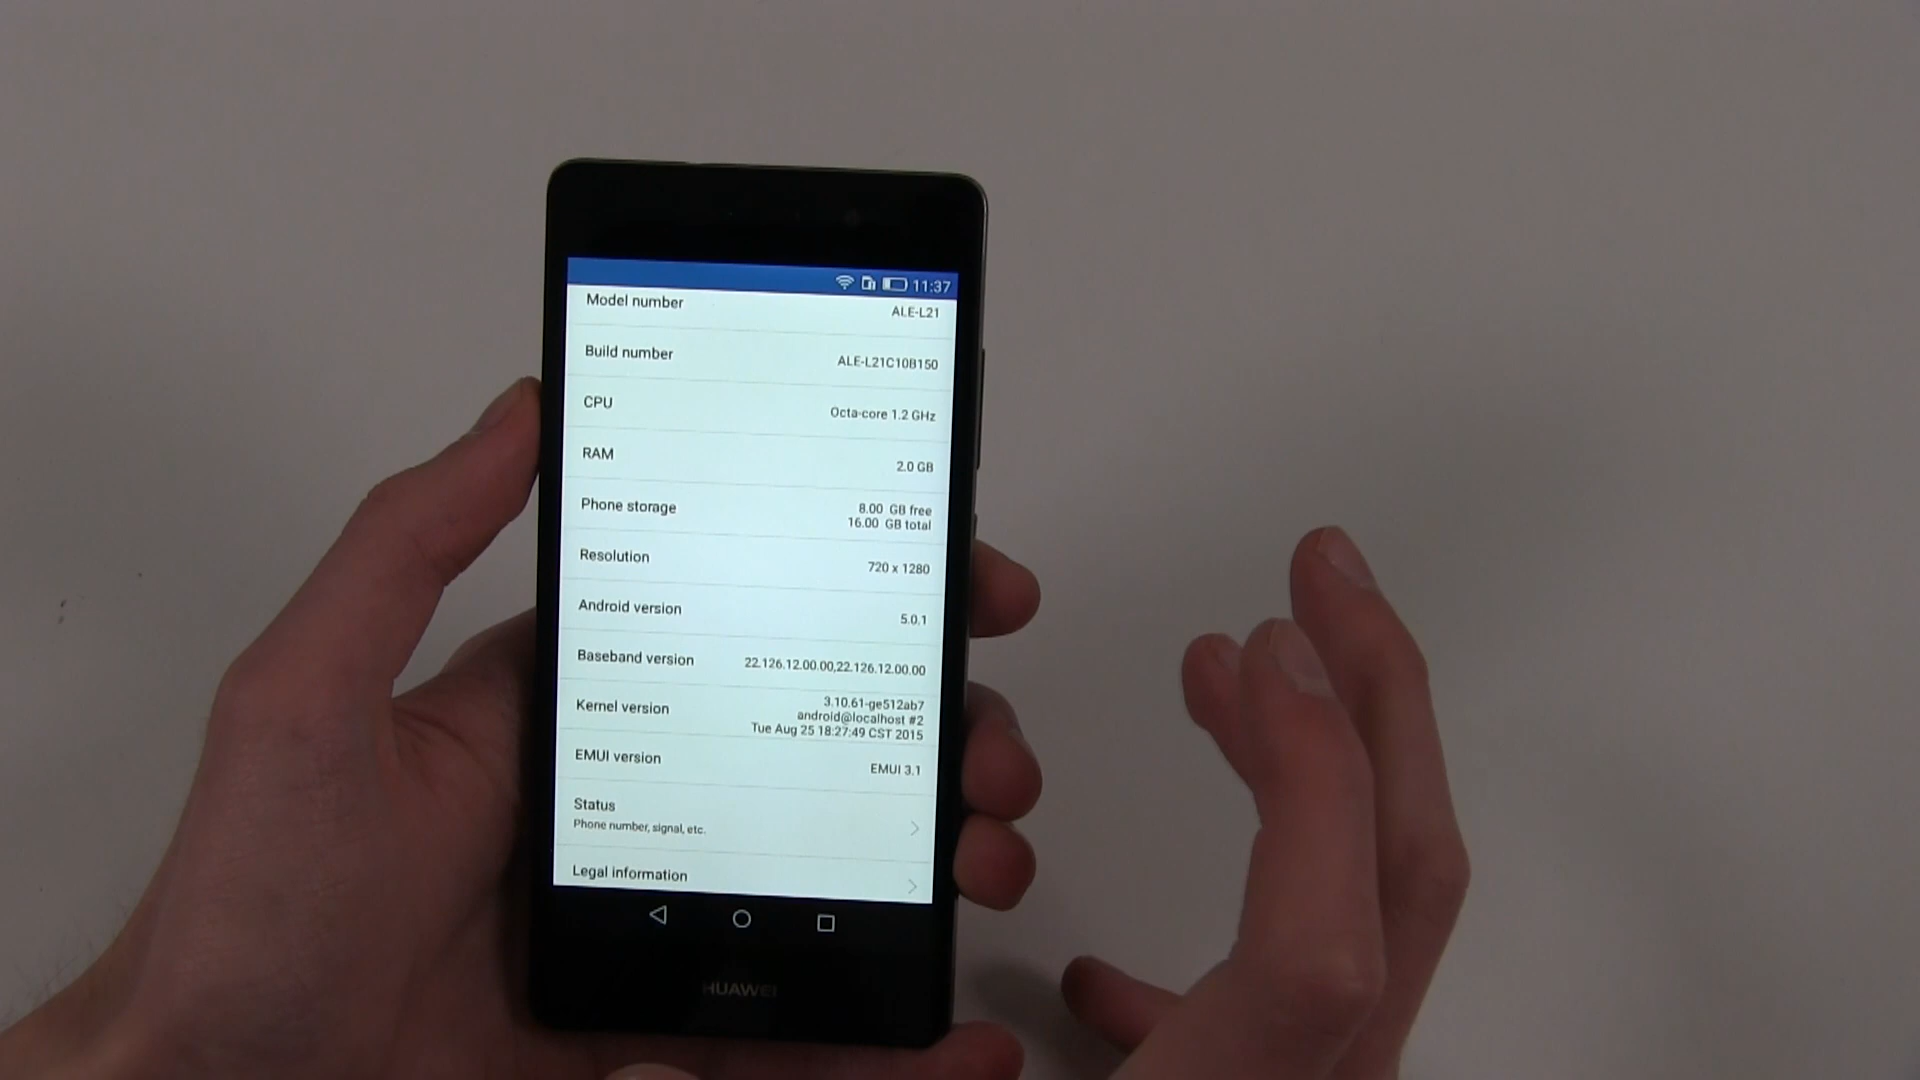 11:37
Model number
ALE-L21
Build number
ALE-L21C10B150
CPU
Octa-core 1.2 GHz
RAM
2.0 GB
Phone storage
8.00 GB free
16.00 GB total
Resolution
720 x 1280
Android version
5.0.1
Baseband version
22.126.12.00.00,22.126.12.00.00
Kernel version
3.10.61-ge512ab7
android@localhost #2
Tue Aug 25 18:27:49 CST 2015
EMUI version
EMUI 3.1
Status
Phone number, signal, etc.
Legal information
HUAWEI